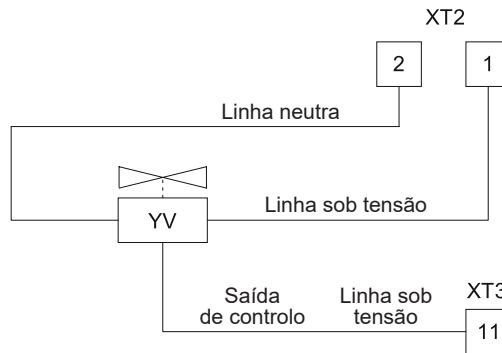 XT2
2
1
Linha neutra
YV
Linha sob tensão
Saída
de controlo
Linha sob
tensão
XT3
11